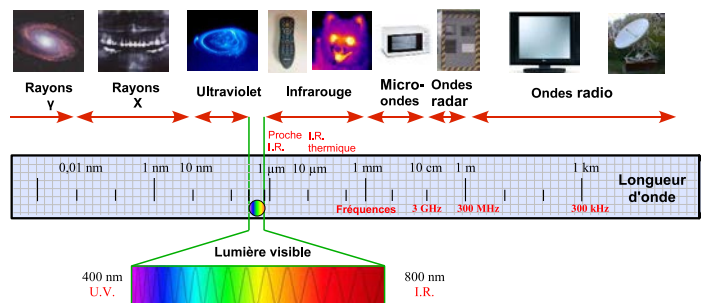 Rayons
γ
Rayons
X
Ultraviolet
Infrarouge
Micro-
ondes
Ondes
radar
Ondes radio
Proche
I.R.
I.R.
thermique
0,01 nm 1 nm 10 nm 1 µm 10 µm 1 mm 10 cm 1 m 1 km
Longueur
d'onde
Fréquences 3 GHz 300 MHz 300 kHz
Lumière visible
400 nm
U.V.
800 nm
I.R.